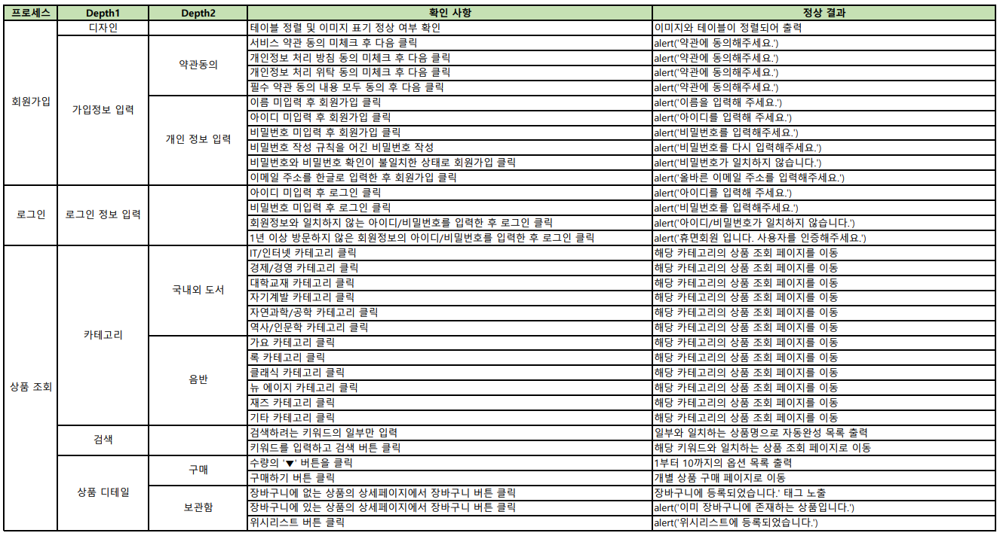 프로세스 Depth1 Depth2 확인 사항 정상 결과
디자인 테이블 정렬 및 이미지 표기 정상 여부 확인 이미지와 테이블이 정렬되어 출력
서비스 약관 동의 미체크 후 다음 클릭 alert('약관에 동의해주세요.')
개인정보 처리 방침 동의 미체크 후 다음 클릭 alert('약관에 동의해주세요.')
약관동의
개인정보 처리 위탁 동의 미체크 후 다음 클릭 alert('약관에 동의해주세요.')
필수 약관 동의 내용 모두 동의 후 다음 클릭 alert('약관에 동의해주세요.')
회원가입 이름 미입력 후 회원가입 클릭 alert('이름을 입력해 주세요.')
가입정보 입력
아이디 미입력 후 회원가입 클릭 alert('아이디를 입력해 주세요.')
비밀번호 미입력 후 회원가입 클릭 alert('비밀번호를 입력해주세요.')
개인 정보 입력
비밀번호 작성 규칙을 어긴 비밀번호 작성 alert('비밀번호를 다시 입력해주세요.')
비밀번호와 비밀번호 확인이 불일치한 상태로 회원가입 클릭 alert('비밀번호가 일치하지 않습니다.')
이메일 주소를 한글로 입력한 후 회원가입 클릭 alert('올바른 이메일 주소를 입력해주세요.')
아이디 미입력 후 로그인 클릭 alert('아이디를 입력해 주세요.')
비밀번호 미입력 후 로그인 클릭 alert('비밀번호를 입력해주세요.')
로그인 로그인 정보 입력
회원정보와 일치하지 않는 아이디/비밀번호를 입력한 후 로그인 클릭 alert('아이디/비밀번호가 일치하지 않습니다.')
1년 이상 방문하지 않은 회원정보의 아이디/비밀번호를 입력한 후 로그인 클릭 alert('휴면회원 입니다. 사용자를 인증해주세요.')
IT/인터넷 카테고리 클릭 해당 카테고리의 상품 조회 페이지를 이동
경제/경영 카테고리 클릭 해당 카테고리의 상품 조회 페이지를 이동
대학교재 카테고리 클릭 해당 카테고리의 상품 조회 페이지를 이동
국내외 도서
자기계발 카테고리 클릭 해당 카테고리의 상품 조회 페이지를 이동
자연과학/공학 카테고리 클릭 해당 카테고리의 상품 조회 페이지를 이동
역사/인문학 카테고리 클릭 해당 카테고리의 상품 조회 페이지를 이동
카테고리
가요 카테고리 클릭 해당 카테고리의 상품 조회 페이지를 이동
록 카테고리 클릭 해당 카테고리의 상품 조회 페이지를 이동
클래식 카테고리 클릭 해당 카테고리의 상품 조회 페이지를 이동
음반
상품 조회 뉴 에이지 카테고리 클릭 해당 카테고리의 상품 조회 페이지를 이동
재즈 카테고리 클릭 해당 카테고리의 상품 조회 페이지를 이동
기타 카테고리 클릭 해당 카테고리의 상품 조회 페이지를 이동
검색하려는 키워드의 일부만 입력 일부와 일치하는 상품명으로 자동완성 목록 출력
검색
키워드를 입력하고 검색 버튼 클릭 해당 키워드와 일치하는 상품 조회 페이지로 이동
수량의 '▼' 버튼을 클릭 1부터 10까지의 옵션 목록 출력
구매
구매하기 버튼 클릭 개별 상품 구매 페이지로 이동
상품 디테일 장바구니에 없는 상품의 상세페이지에서 장바구니 버튼 클릭 장바구니에 등록되었습니다.' 태그 노출
보관함 장바구니에 있는 상품의 상세페이지에서 장바구니 버튼 클릭 alert('이미 장바구니에 존재하는 상품입니다.')
위시리스트 버튼 클릭 alert('위시리스트에 등록되었습니다.')